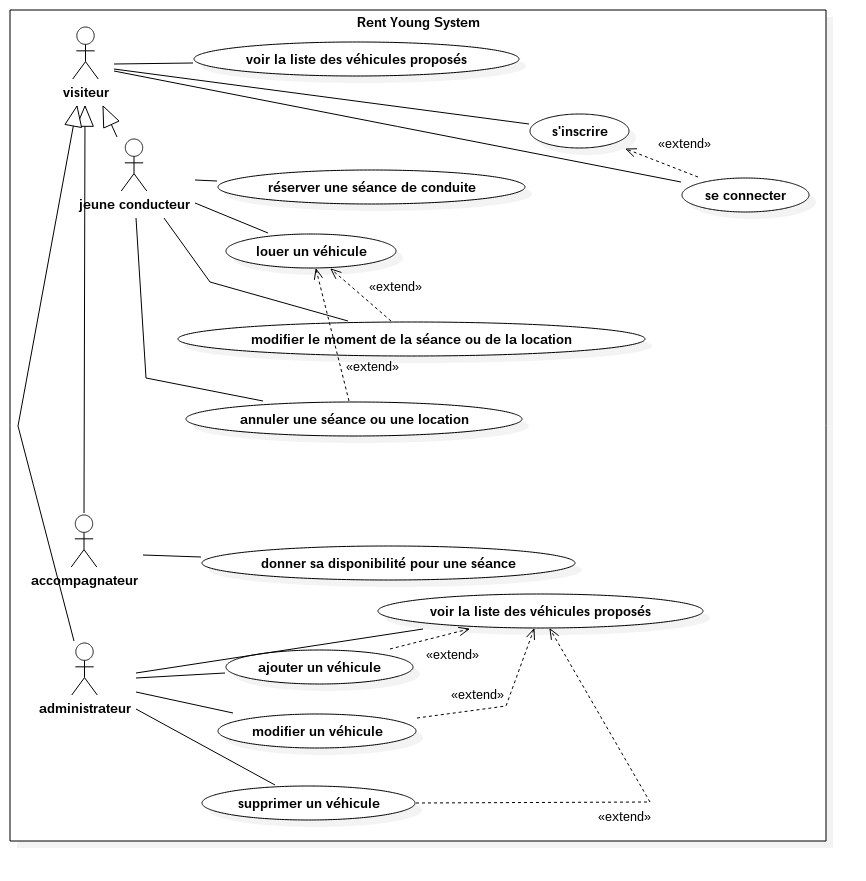 Rent Young System
voir la liste des véhicules proposés
visiteur
s'inscrire
«extend»
se connecter
réserver une séance de conduite
jeune conducteur
louer un véhicule
«extend»
modifier le moment de la séance ou de la location
«extend»
annuler une séance ou une location
donner sa disponibilité pour une séance
accompagnateur
voir la liste des véhicules proposés
«extend»
ajouter un véhicule
«extend»
administrateur
modifier un véhicule
supprimer un véhicule
«extend»